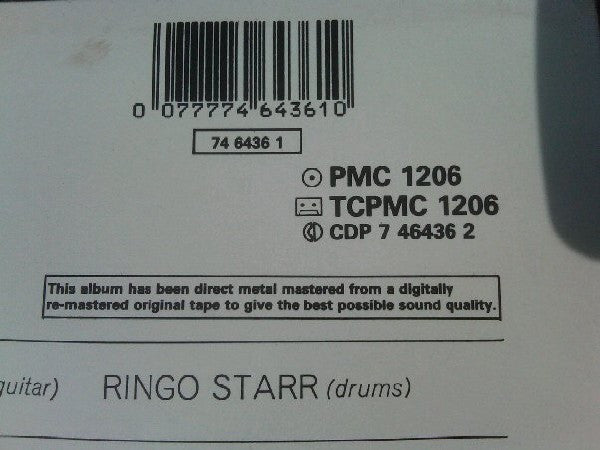 0 077774 643610
74 6436 1
PMC 1206
TCPMC 1206
CDP 7 46436 2
This album has been direct metal mastered from a digitally
re-mastered original tape to give the best possible sound quality.
guitar) RINGO STARR (drums)